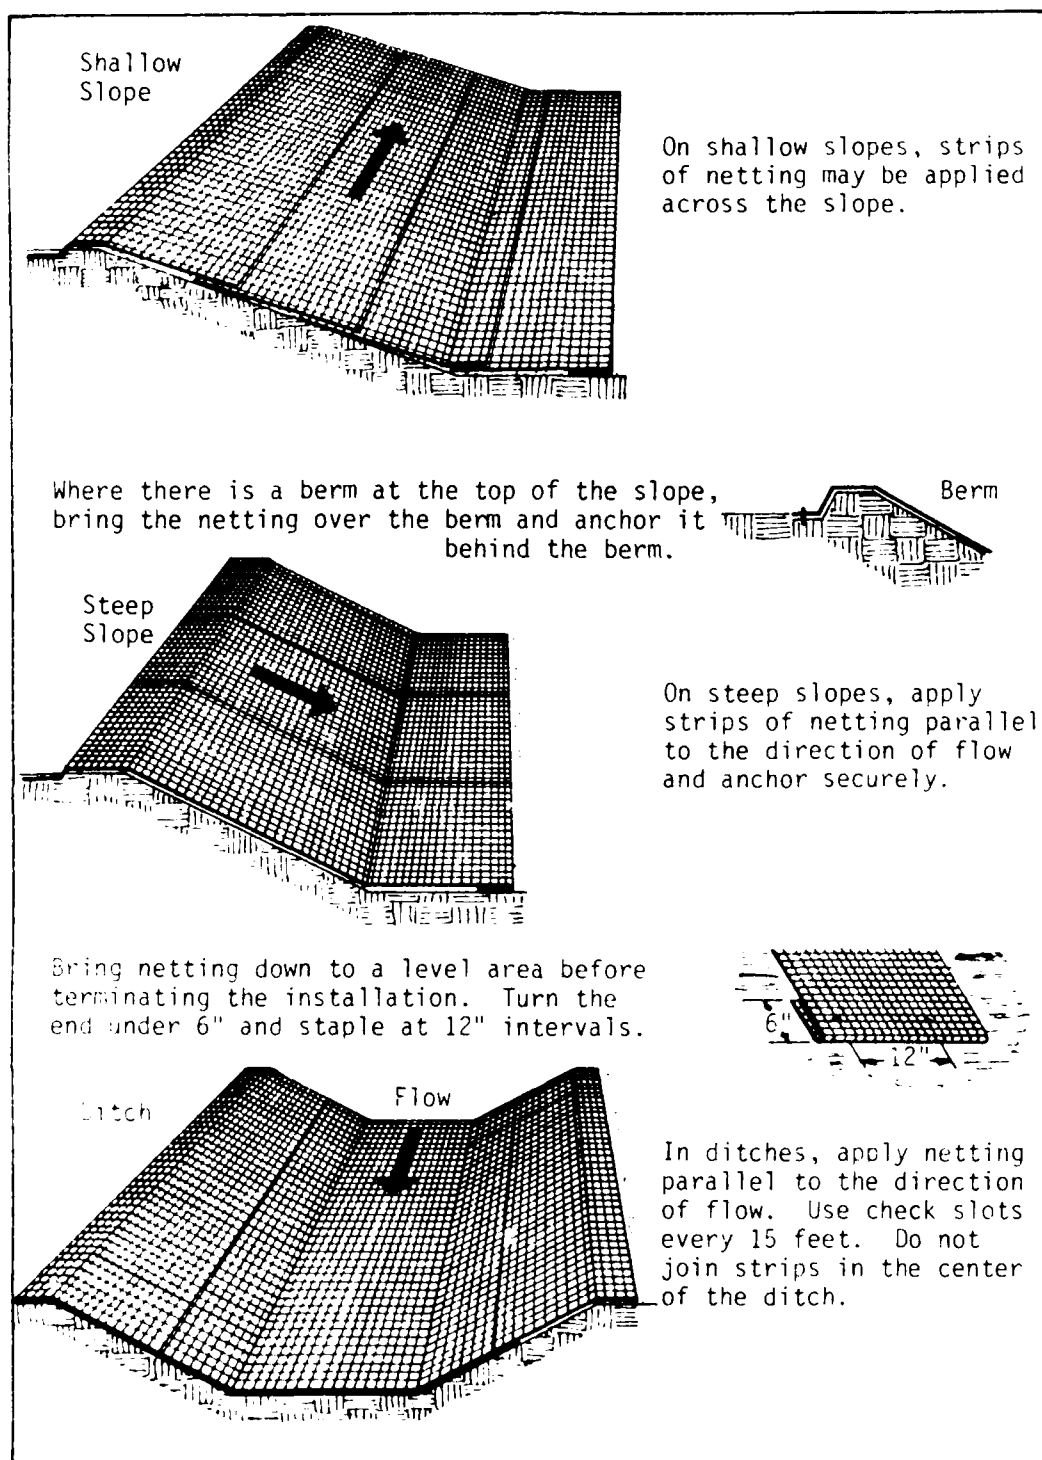 Shallow
Slope
On shallow slopes, strips
of netting may be applied
across the slope.
Where there is a berm at the top of the slope,
bring the netting over the berm and anchor it
behind the berm.
Berm
Steep
Slope
On steep slopes, apply
strips of netting parallel
to the direction of flow
and anchor securely.
Bring netting down to a level area before
terminating the installation. Turn the
end under 6" and staple at 12" intervals.
6"
12"
Ditch
Flow
In ditches, apply netting
parallel to the direction
of flow. Use check slots
every 15 feet. Do not
join strips in the center
of the ditch.